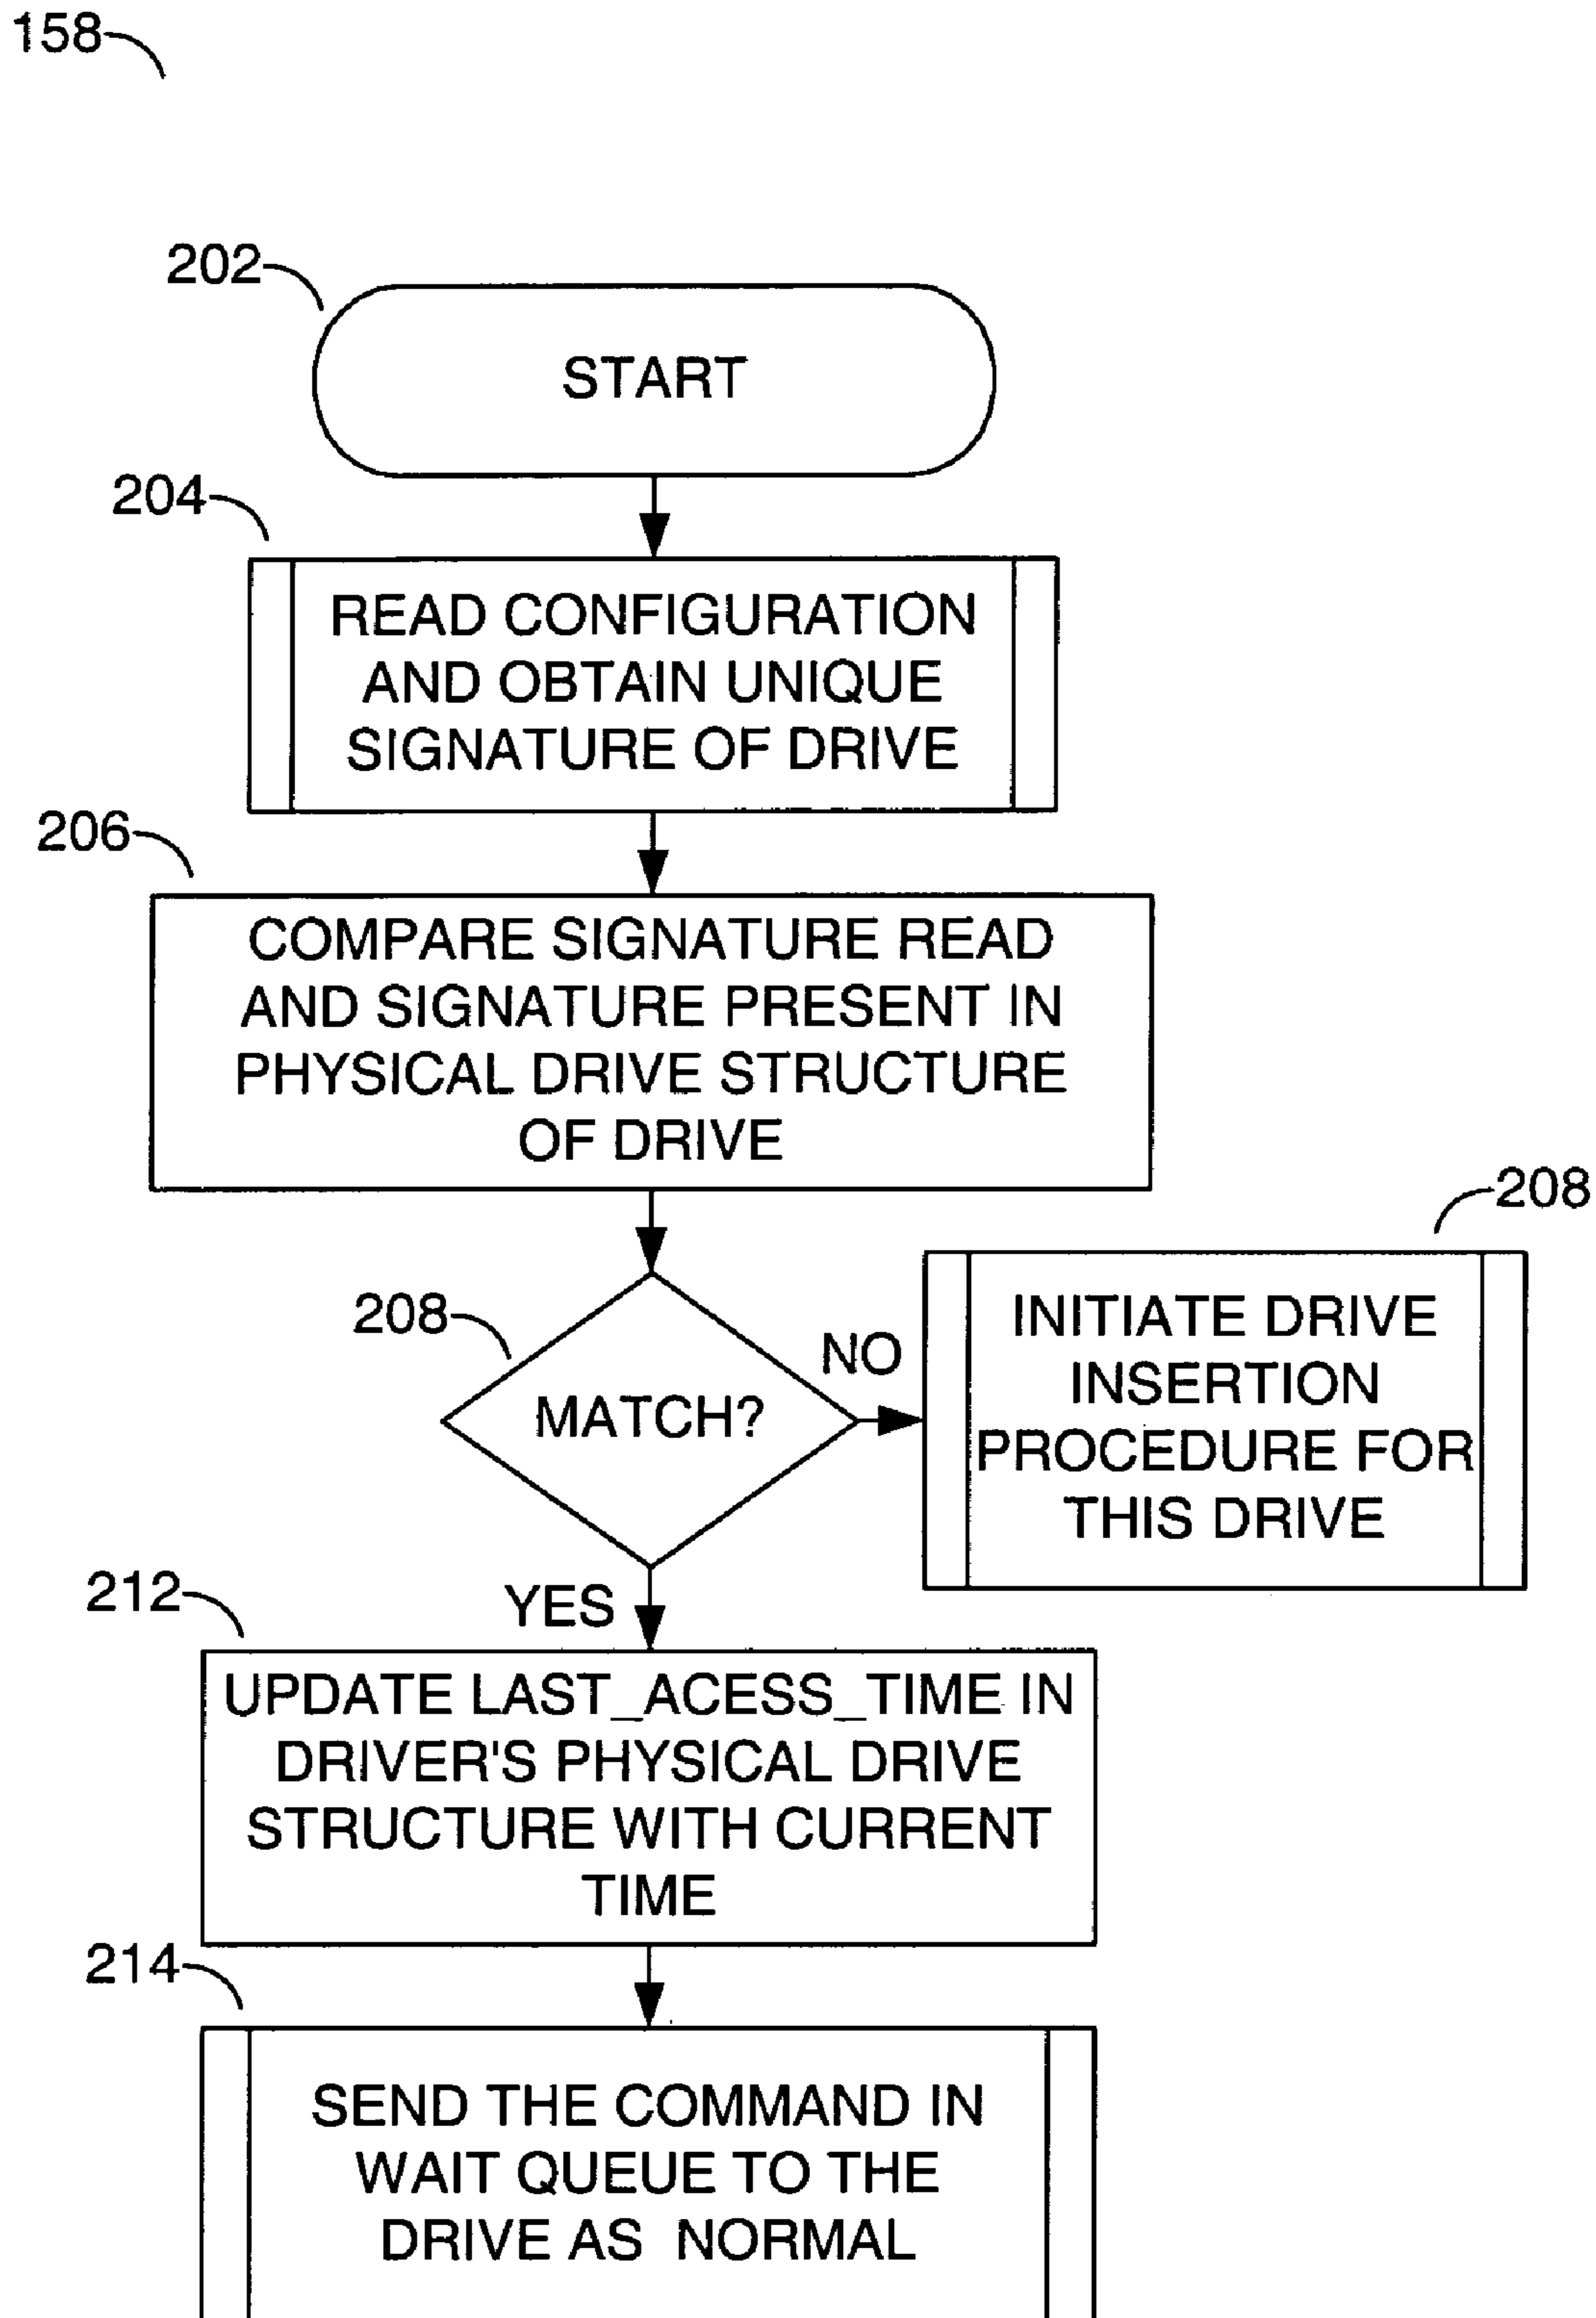 158
202
START
204
READ CONFIGURATION
AND OBTAIN UNIQUE
SIGNATURE OF DRIVE
206
COMPARE SIGNATURE READ
AND SIGNATURE PRESENT IN
PHYSICAL DRIVE STRUCTURE
OF DRIVE
208
MATCH?
NO
208
INITIATE DRIVE
INSERTION
PROCEDURE FOR
THIS DRIVE
YES
212
UPDATE LAST_ACESS_TIME IN
DRIVER'S PHYSICAL DRIVE
STRUCTURE WITH CURRENT
TIME
214
SEND THE COMMAND IN
WAIT QUEUE TO THE
DRIVE AS NORMAL